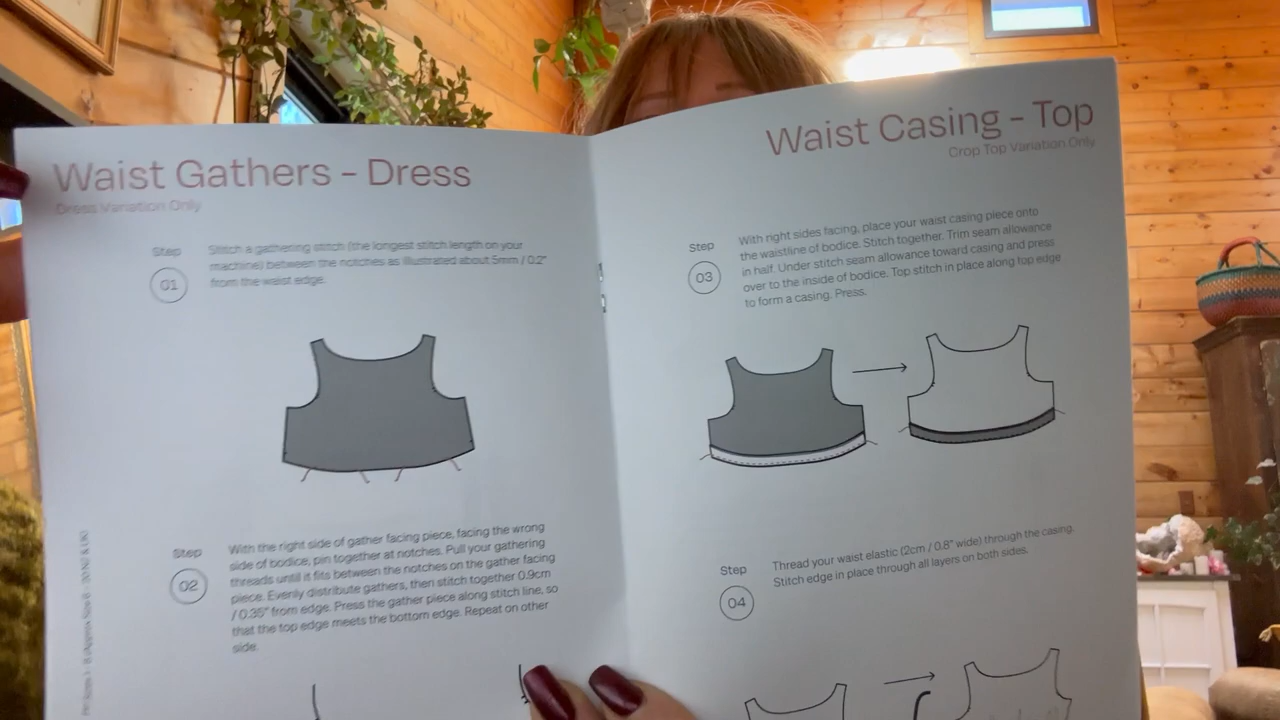 Waist Gathers - Dress
Dress Variation Only
Step
01
Stitch a gathering stitch (the longest stitch length on your
machine) between the notches as illustrated about 5mm / 0.2"
from the waist edge.
Step
02
With the right side of gather facing piece, facing the wrong
side of bodice, pin together at notches. Pull your gathering
threads until it fits between the notches on the gather facing
piece. Evenly distribute gathers, then stitch together 0.9cm
/ 0.35" from edge. Press the gather piece along stitch line, so
that the top edge meets the bottom edge. Repeat on other
side.
Waist Casing - Top
Crop Top Variation Only
Step
03
With right sides facing, place your waist casing piece onto
the waistline of bodice. Stitch together. Trim seam allowance
in half. Under stitch seam allowance toward casing and press
over to the inside of bodice. Top stitch in place along top edge
to form a casing. Press.
Step
04
Thread your waist elastic (2cm / 0.8" wide) through the casing.
Stitch edge in place through all layers on both sides.